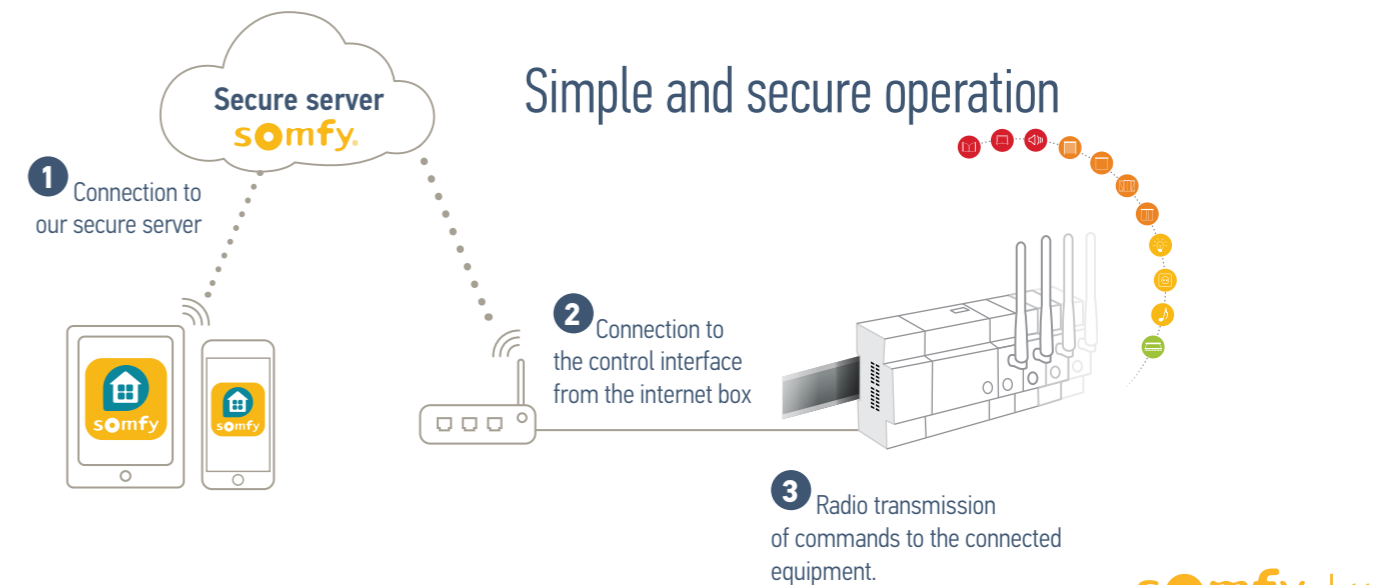 Simple and secure operation
Secure server
somfy.
1 Connection to
our secure server
2 Connection to
the control interface
from the internet box
somfy
somfy
3 Radio transmission
of commands to the connected
equipment.
somfy